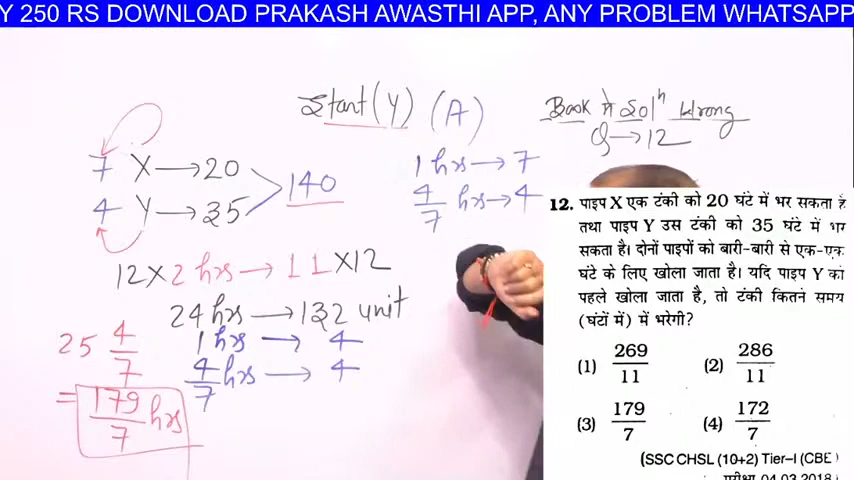 Y 250 RS DOWNLOAD PRAKASH AWASTHI APP, ANY PROBLEM WHATSAPP
Start (Y) (A)
Book में Solⁿ Wrong
Q → 12
7 X → 20
4 Y → 35
140
1 hrs → 7
4/7 hrs → 4
12 × 2 hrs → 11 × 12
24 hrs → 132 unit
1 hrs → 4
4/7 hrs → 4
25 4/7
= 179/7 hrs
12. पाइप X एक टंकी को 20 घंटे में भर सकता है
तथा पाइप Y उस टंकी को 35 घंटे में भर
सकता है। दोनों पाइपों को बारी-बारी से एक-एक
घंटे के लिए खोला जाता है। यदि पाइप Y को
पहले खोला जाता है, तो टंकी कितने समय
(घंटों में) में भरेगी?
(1) 269/11 (2) 286/11
(3) 179/7 (4) 172/7
(SSC CHSL (10+2) Tier-I (CBE)
परीक्षा 04.03.2018)